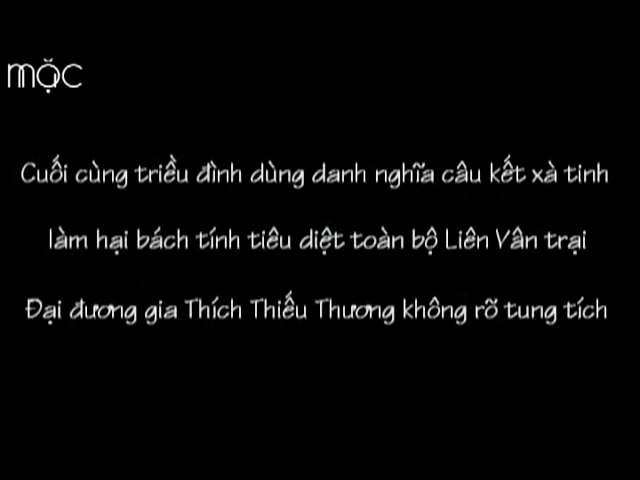 mặc
Cuối cùng triều đình dùng danh nghĩa câu kết xà tinh
làm hại bách tính tiêu diệt toàn bộ Liên Vân trại
Đại đương gia Thích Thiếu Thương không rõ tung tích